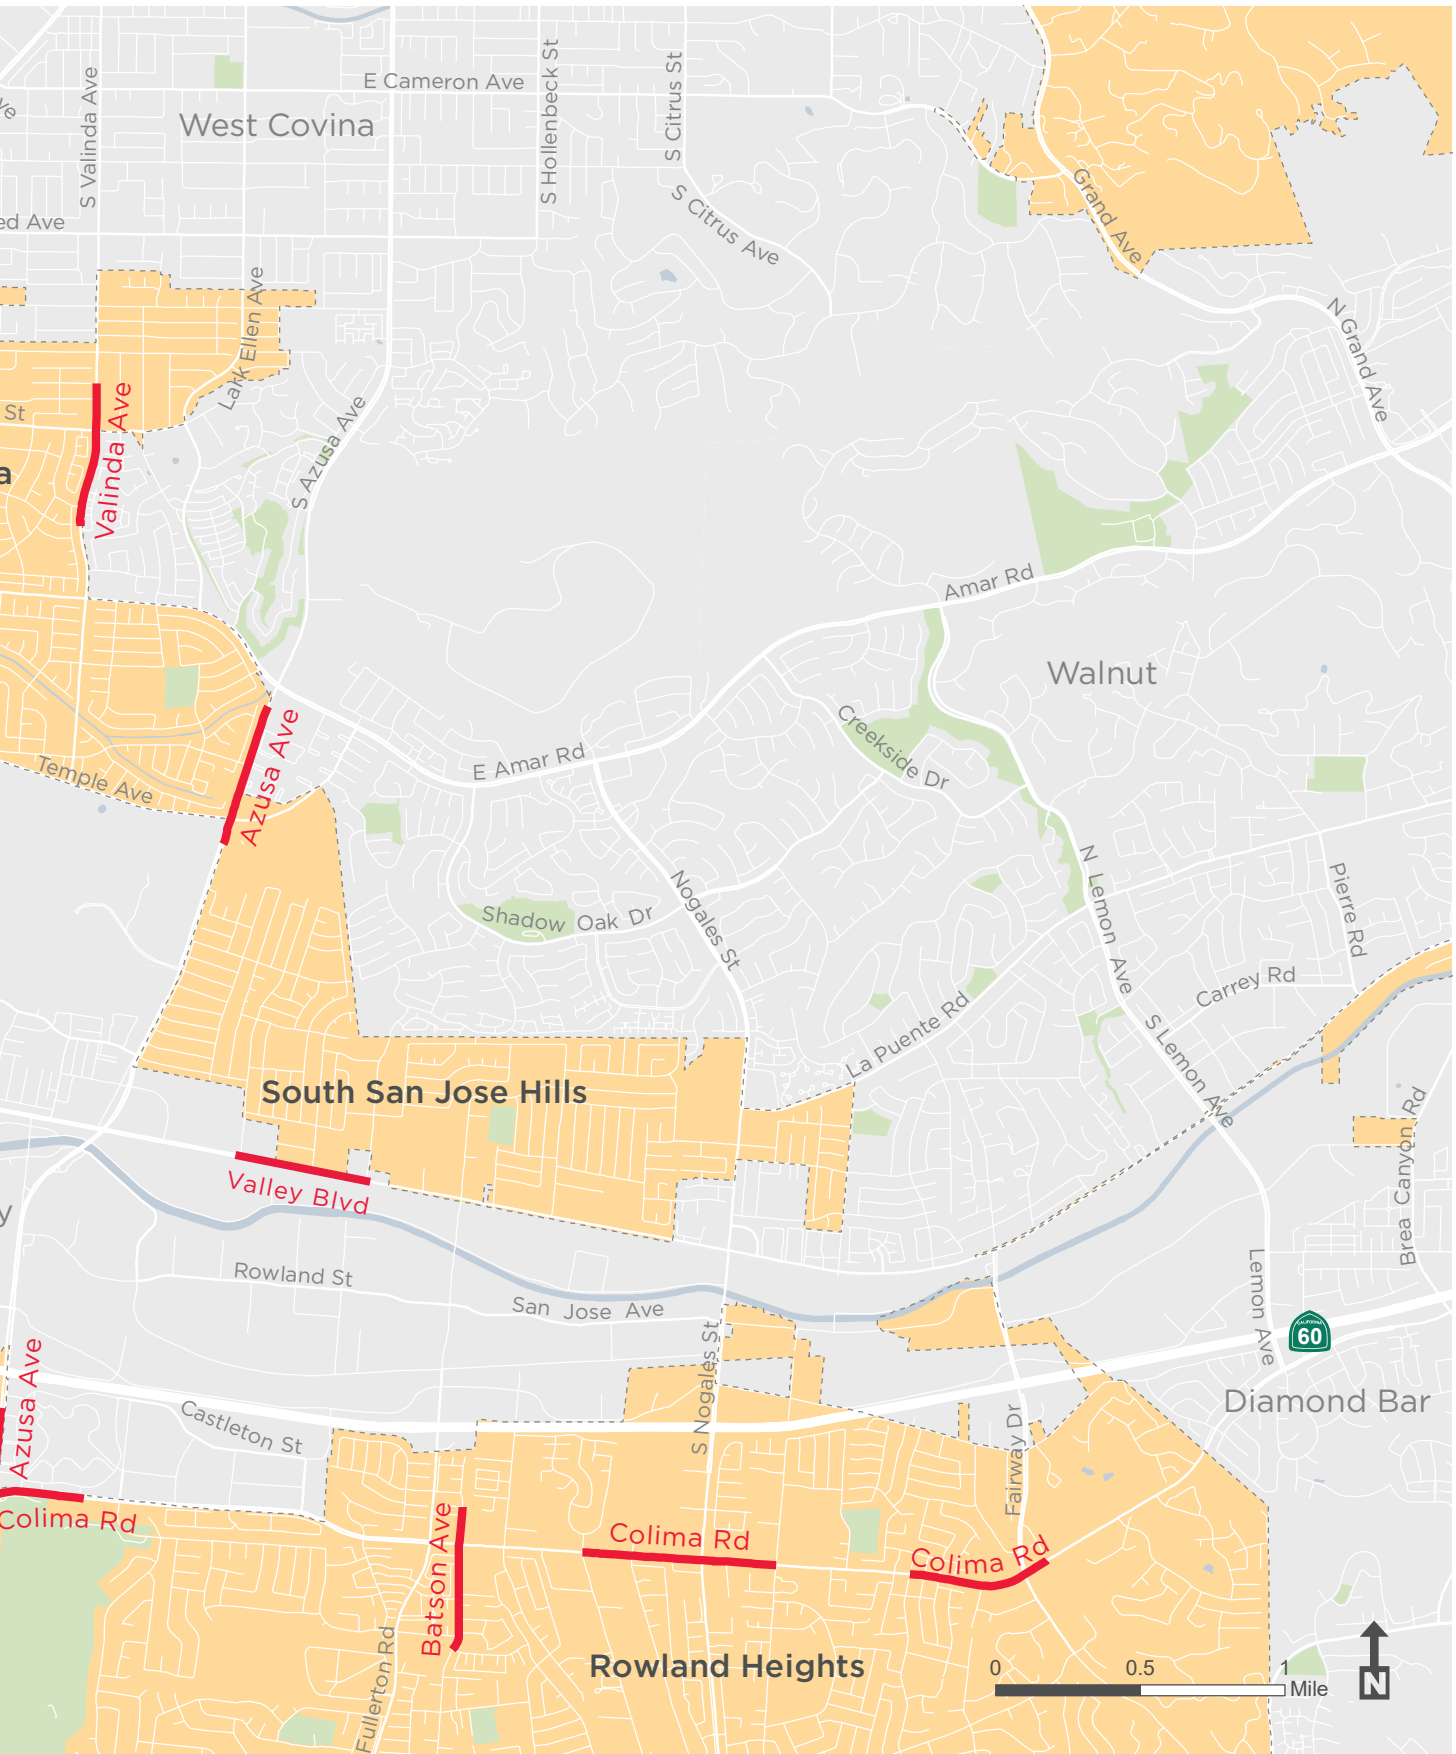 E Cameron Ave
West Covina
S Valinda Ave
S Hollenbeck St
S Citrus St
S Citrus Ave
Grand Ave
ed Ave
Lark Ellen Ave
N Grand Ave
St
Valinda Ave
S Azusa Ave
a
Amar Rd
Walnut
Creekside Dr
Azusa Ave
E Amar Rd
Temple Ave
N Lemon Ave
Pierre Rd
Nogales St
Shadow Oak Dr
Carrey Rd
La Puente Rd
S Lemon Ave
South San Jose Hills
Brea Canyon Rd
Valley Blvd
y
Rowland St
San Jose Ave
Lemon Ave
CALIFORNIA
60
S Nogales St
Azusa Ave
Diamond Bar
Castleton St
Fairway Dr
Colima Rd
Batson Ave
Colima Rd
Colima Rd
Fullerton Rd
Rowland Heights
0 0.5 1
Mile
N